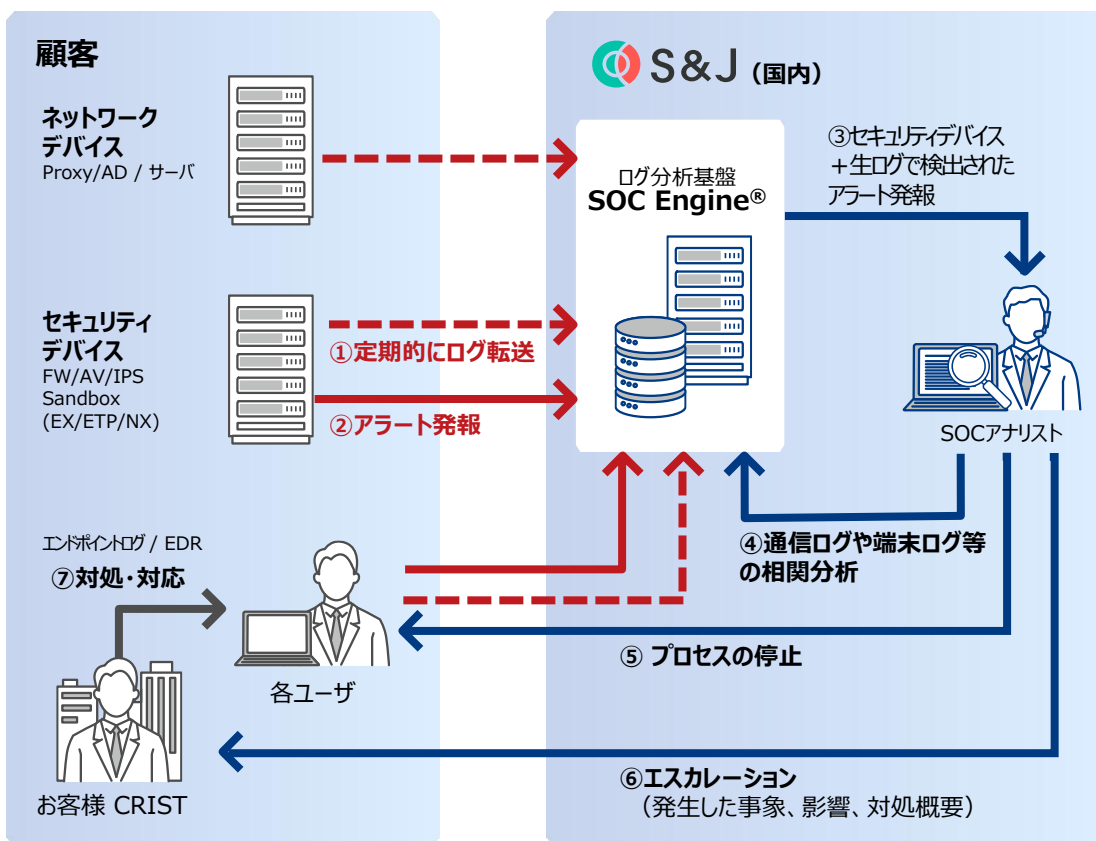 顧客
ネットワーク
デバイス
Proxy/AD / サーバ
セキュリティ
デバイス
FW/AV/IPS
Sandbox
(EX/ETP/NX)
①定期的にログ転送
②アラート発報
エンドポイントログ / EDR
⑦対処・対応
各ユーザ
お客様 CRIST
S&J（国内）
ログ分析基盤
SOC Engine®
③セキュリティデバイス
＋生ログで検出された
アラート発報
SOCアナリスト
④通信ログや端末ログ等
の相関分析
⑤ プロセスの停止
⑥エスカレーション
（発生した事象、影響、対処概要）